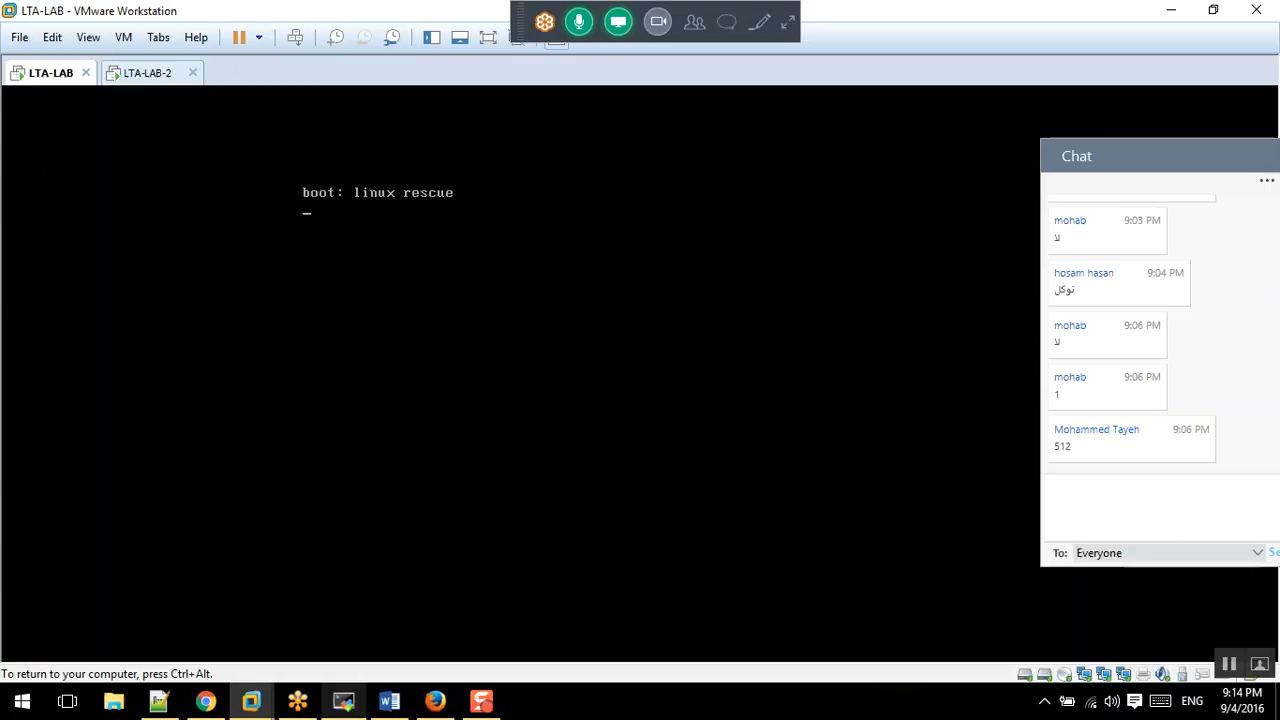 LTA-LAB - VMware Workstation
File Edit View VM Tabs Help
LTA-LAB
LTA-LAB-2
boot: linux rescue
_
Chat
mohab 9:03 PM
لا
hosam hasan 9:04 PM
توكل
mohab 9:06 PM
لا
mohab 9:06 PM
1
Mohammed Tayeh 9:06 PM
512
To: Everyone Se
To return to your computer, press Ctrl+Alt.
ENG
9:14 PM
9/4/2016